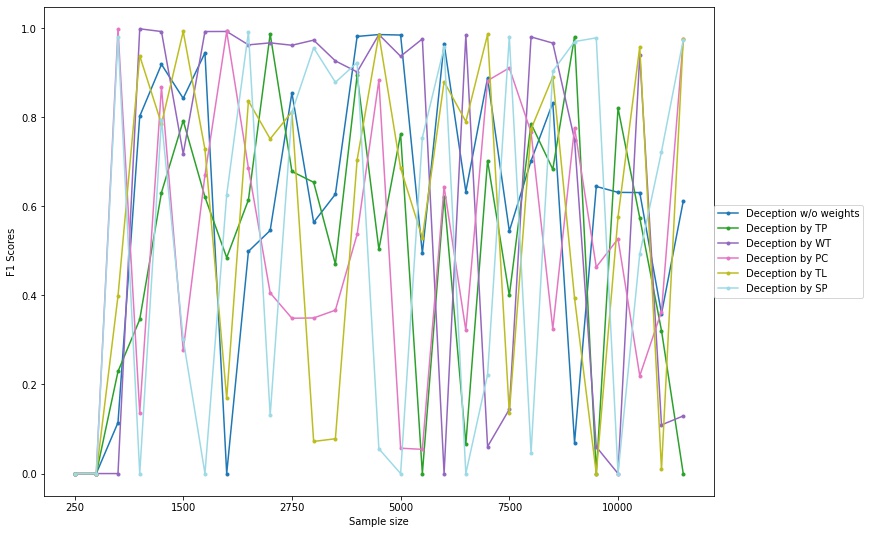 1.0
0.8
0.6
0.4
0.2
0.0
F1 Scores
250 1500 2750 5000 7500 10000
Sample size
Deception w/o weights
Deception by TP
Deception by WT
Deception by PC
Deception by TL
Deception by SP